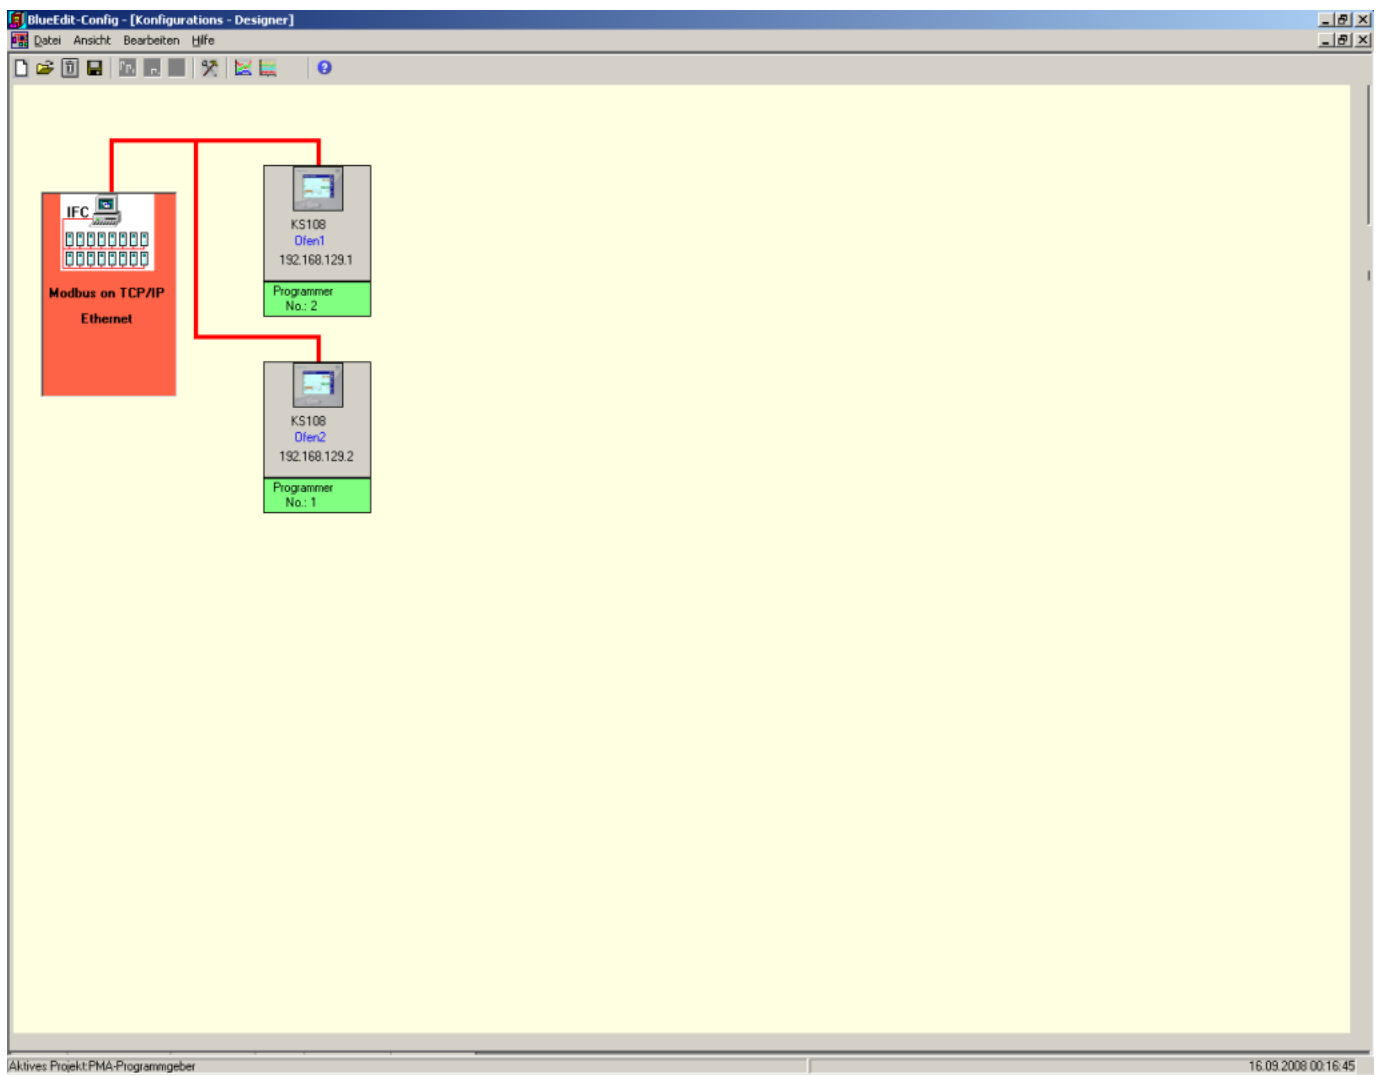 BlueEdit-Config - [Konfigurations - Designer]
Datei Ansicht Bearbeiten Hilfe
IFC
Modbus on TCP/IP
Ethernet
KS108
Ofen1
192.168.129.1
Programmer
No.: 2
KS108
Ofen2
192.168.129.2
Programmer
No.: 1
Aktives Projekt:PMA-Programmgeber
16.09.2008 00:16:45